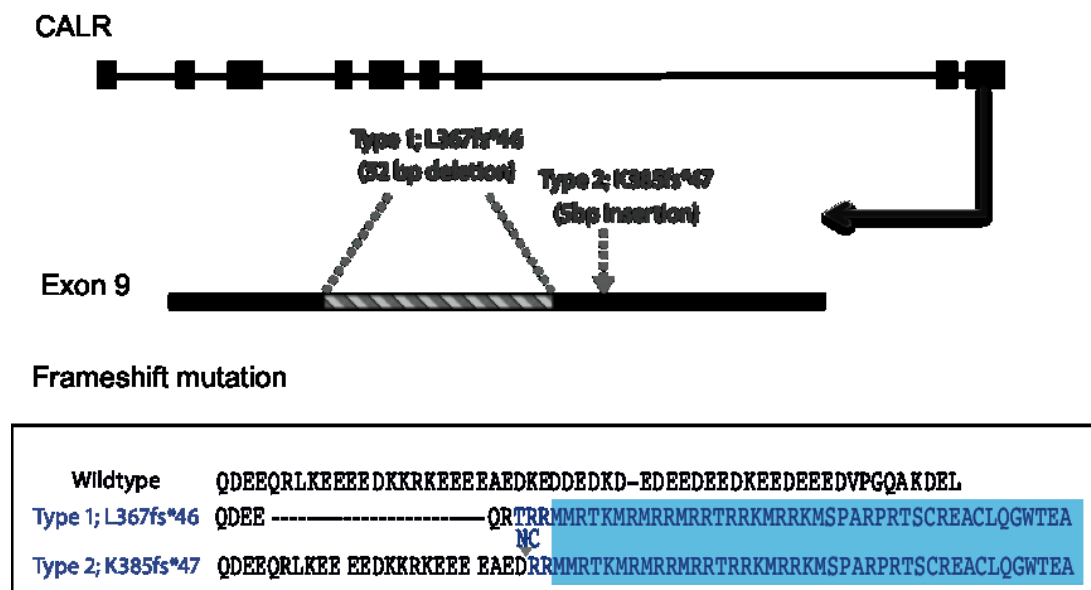 CALR
Type 1; L367fs*46
(52 bp deletion)
Type 2; K385fs*47
(5bp insertion)
Exon 9
Frameshift mutation
Wildtype QDEEQRLKEEEEDKKRKEEEEAEDKEDDEDKD-EDEEDEEDKEEDEEEDVPGQAKDEL
Type 1; L367fs*46 QDEE ---------------------- QRTRRMMRTKMRMRRMRRTRRKMRRKMSPARPRTSCREACLQGWTEA
NC
Type 2; K385fs*47 QDEEQRLKEE EEDKKRKEEE EAEDRRMMRTKMRMRRMRRTRRKMRRKMSPARPRTSCREACLQGWTEA